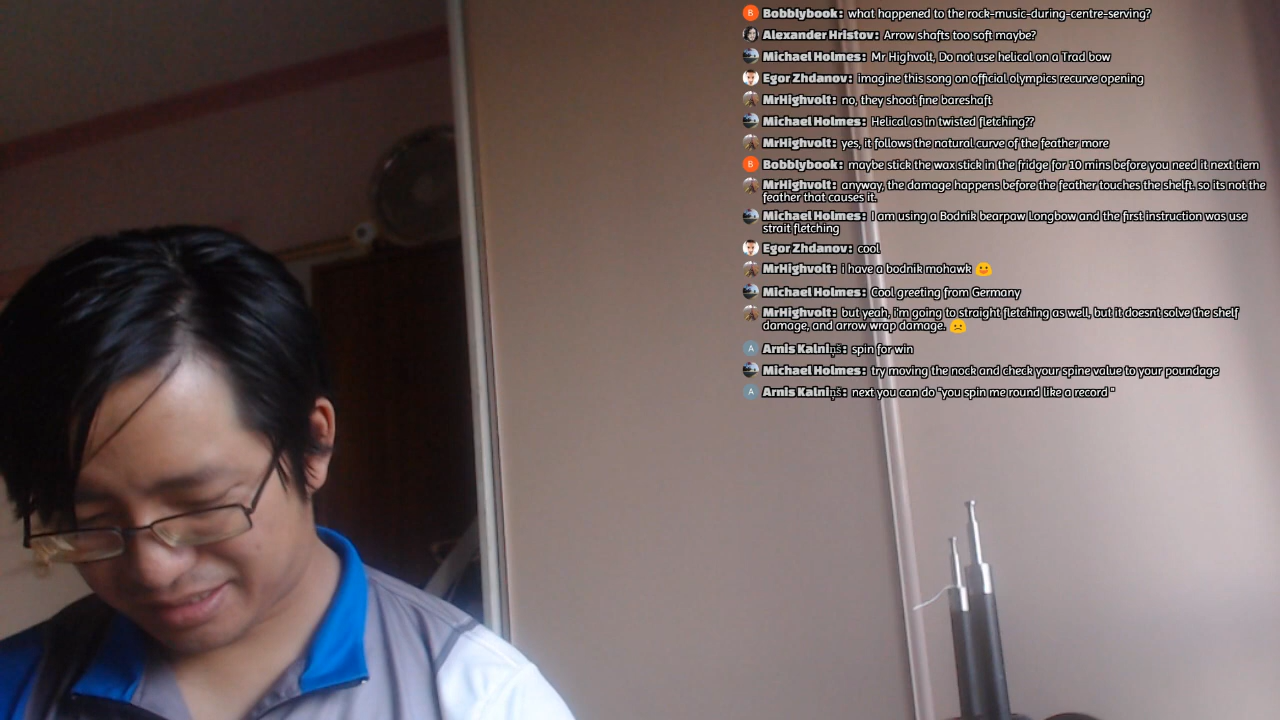 B Bobblybook: what happened to the rock-music-during-centre-serving?
Alexander Hristov: Arrow shafts too soft maybe?
Michael Holmes: Mr Highvolt, Do not use helical on a Trad bow
Egor Zhdanov: imagine this song on official olympics recurve opening
MrHighvolt: no, they shoot fine bareshaft
Michael Holmes: Helical as in twisted fletching??
MrHighvolt: yes, it follows the natural curve of the feather more
B Bobblybook: maybe stick the wax stick in the fridge for 10 mins before you need it next tiem
MrHighvolt: anyway, the damage happens before the feather touches the shelft. so its not the
feather that causes it.
Michael Holmes: I am using a Bodnik bearpaw Longbow and the first instruction was use
strait fletching
Egor Zhdanov: cool
MrHighvolt: i have a bodnik mohawk 😛
Michael Holmes: Cool greeting from Germany
MrHighvolt: but yeah, i'm going to straight fletching as well, but it doesnt solve the shelf
damage, and arrow wrap damage. ☹️
A Arnis Kalniņš: spin for win
Michael Holmes: try moving the nock and check your spine value to your poundage
A Arnis Kalniņš: next you can do "you spin me round like a record "